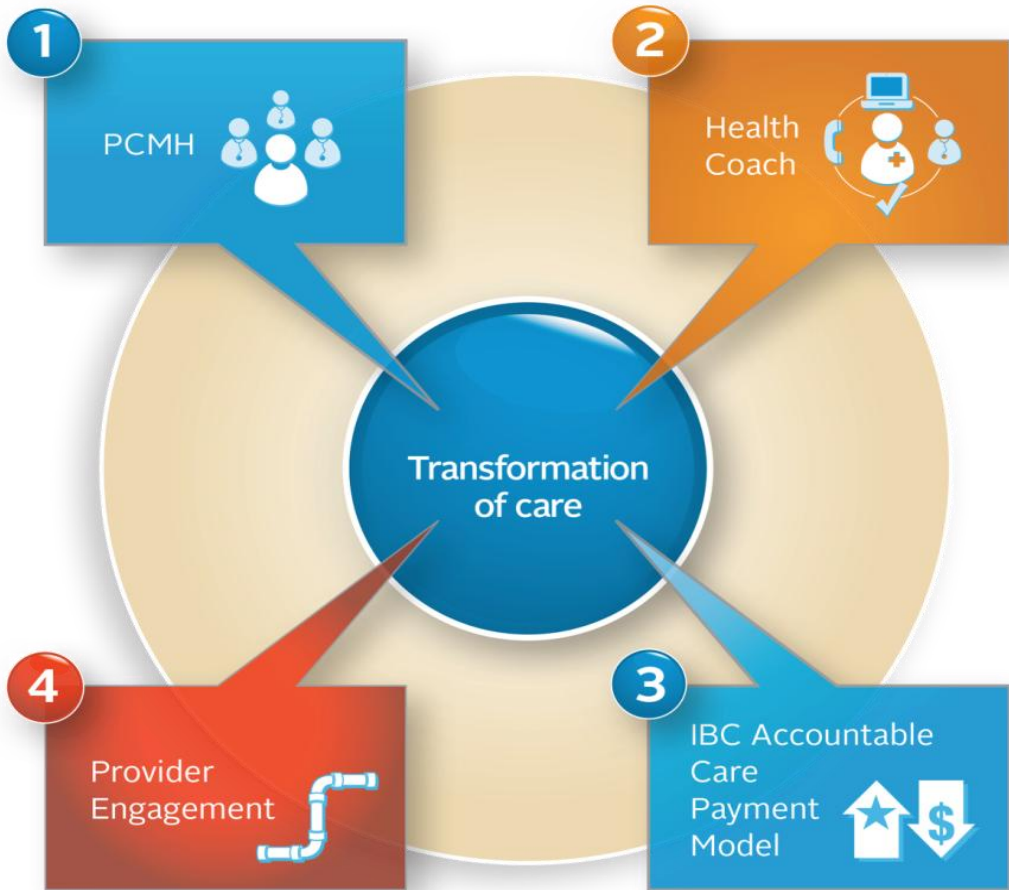 1
PCMH
2
Health
Coach
Transformation
of care
3
IBC Accountable
Care
Payment
Model
$
4
Provider
Engagement